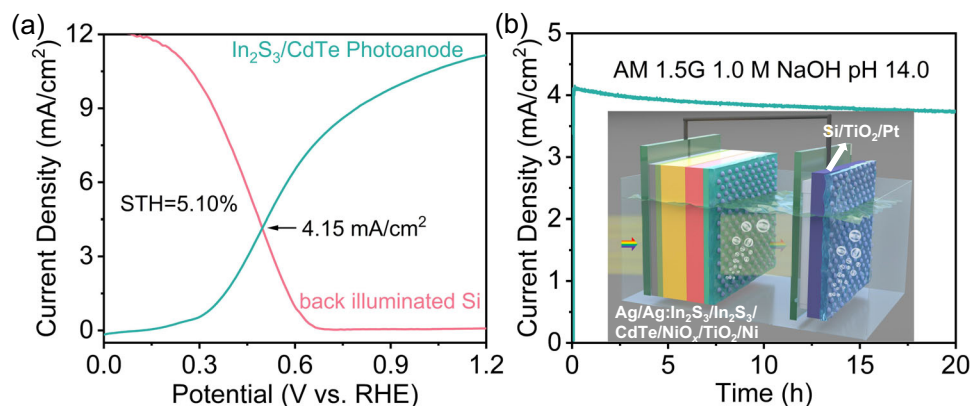 (a)
12
9
6
3
0
Current Density (mA/cm²)
In₂S₃/CdTe Photoanode
STH=5.10%
4.15 mA/cm²
back illuminated Si
0.0 0.3 0.6 0.9 1.2
Potential (V vs. RHE)
(b)
5
4
3
2
1
0
Current Density (mA/cm²)
AM 1.5G 1.0 M NaOH pH 14.0
Si/TiO₂/Pt
Ag/Ag:In₂S₃/In₂S₃/
CdTe/NiOₓ/TiO₂/Ni
0 5 10 15 20
Time (h)